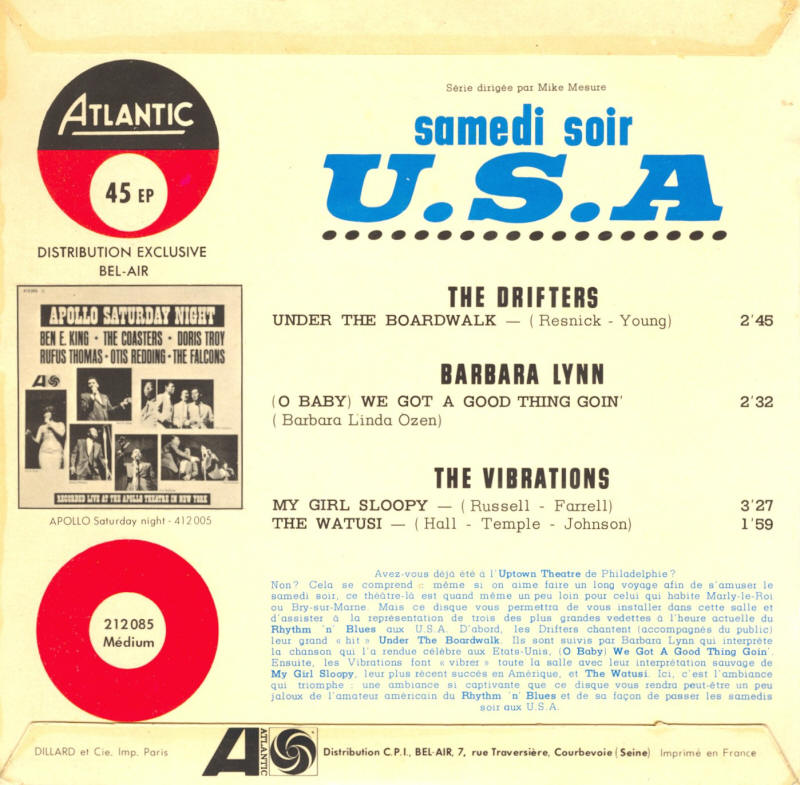 Série dirigée par Mike Mesure
samedi soir
U.S.A
ATLANTIC
45 EP
DISTRIBUTION EXCLUSIVE
BEL-AIR
APOLLO SATURDAY NIGHT
BEN E. KING • THE COASTERS • DORIS TROY
RUFUS THOMAS • OTIS REDDING • THE FALCONS
RECORDED LIVE AT THE APOLLO THEATRE IN NEW YORK
APOLLO Saturday night - 412005
212085
Médium
THE DRIFTERS
UNDER THE BOARDWALK — ( Resnick - Young) 2'45
BARBARA LYNN
(O BABY) WE GOT A GOOD THING GOIN' 2'32
( Barbara Linda Ozen)
THE VIBRATIONS
MY GIRL SLOOPY — ( Russell - Farrell) 3'27
THE WATUSI — ( Hall - Temple - Johnson) 1'59
Avez-vous déjà été à l'Uptown Theatre de Philadelphie ?
Non ? Cela se comprend : même si on aime faire un long voyage afin de s'amuser le
samedi soir, ce théâtre-là est quand même un peu loin pour celui qui habite Marly-le-Roi
ou Bry-sur-Marne. Mais ce disque vous permettra de vous installer dans cette salle et
d'assister à la représentation de trois des plus grandes vedettes à l'heure actuelle du
Rhythm 'n' Blues aux U.S.A. D'abord, les Drifters chantent (accompagnés du public)
leur grand « hit » Under The Boardwalk. Ils sont suivis par Barbara Lynn qui interprète
la chanson qui l'a rendue célèbre aux Etats-Unis, (O Baby) We Got A Good Thing Goin'.
Ensuite, les Vibrations font « vibrer » toute la salle avec leur interprétation sauvage de
My Girl Sloopy, leur plus récent succès en Amérique, et The Watusi. Ici, c'est l'ambiance
qui triomphe : une ambiance si captivante que ce disque vous rendra peut-être un peu
jaloux de l'amateur américain du Rhythm 'n' Blues et de sa façon de passer les samedis
soir aux U.S.A.
DILLARD et Cie. Imp. Paris
A
ATLANTIC
Distribution C.P.I., BEL-AIR, 7, rue Traversière, Courbevoie (Seine) Imprimé en France